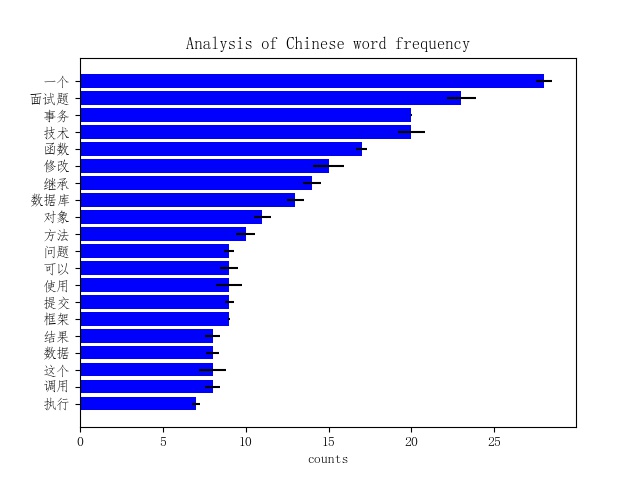 Analysis of Chinese word frequency
一个
面试题
事务
技术
函数
修改
继承
数据库
对象
方法
问题
可以
使用
提交
框架
结果
数据
这个
调用
执行
0 5 10 15 20 25
counts